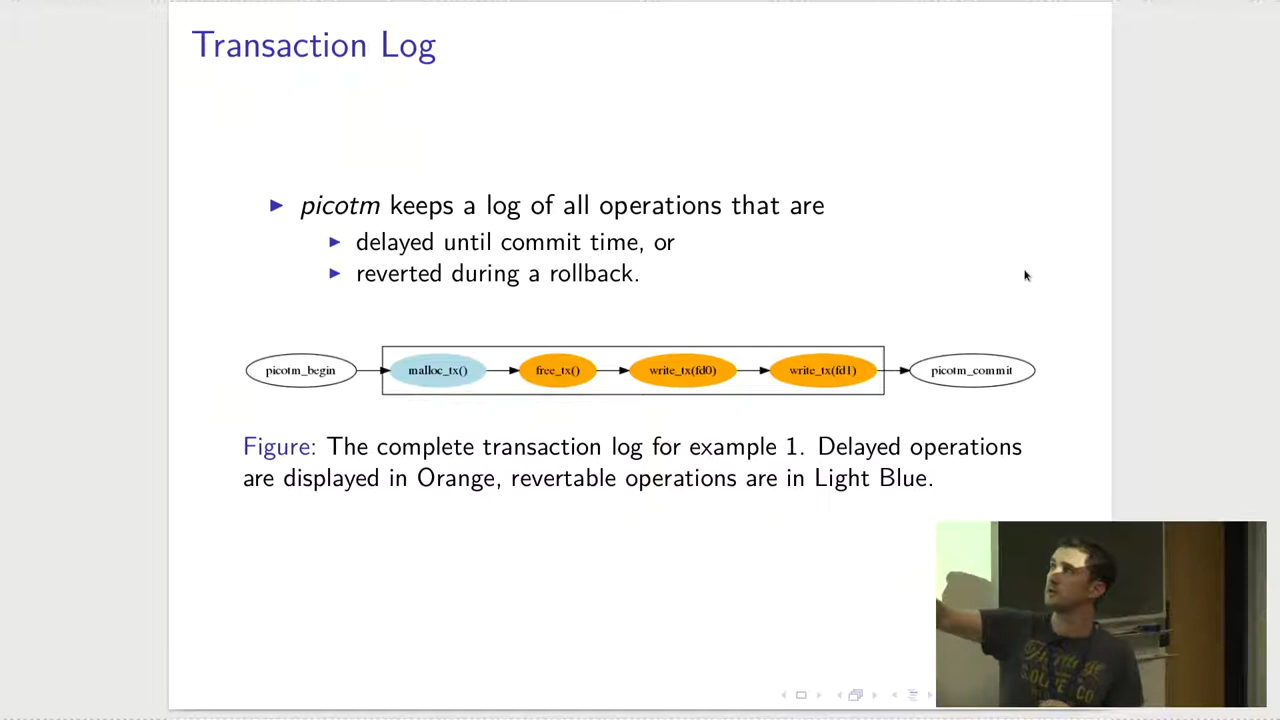 Transaction Log
picotm keeps a log of all operations that are
delayed until commit time, or
reverted during a rollback.
picotm_begin malloc_tx() free_tx() write_tx(fd0) write_tx(fd1) picotm_commit
Figure: The complete transaction log for example 1. Delayed operations
are displayed in Orange, revertable operations are in Light Blue.
Heritage